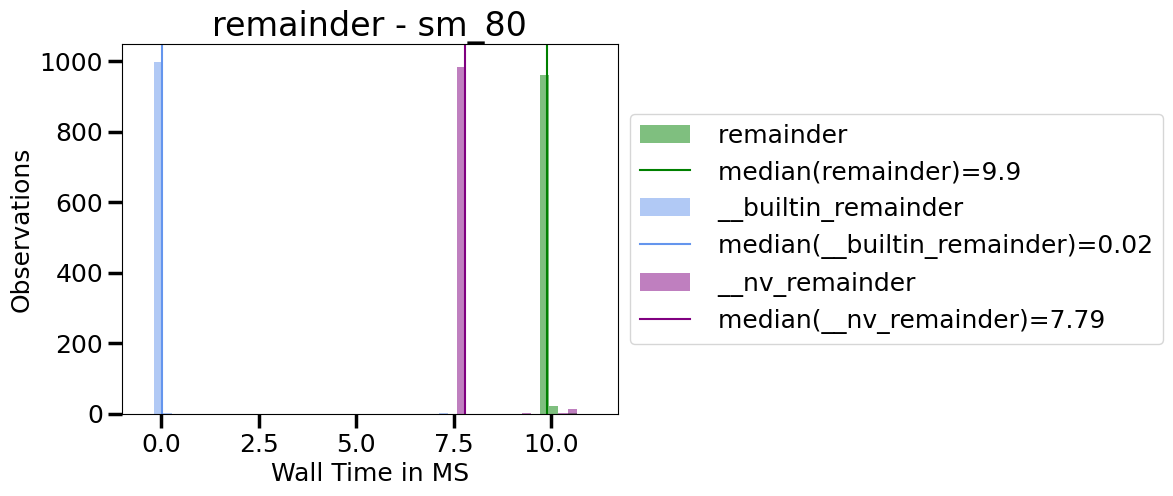 remainder - sm_80
1000
800
600
400
200
0
Observations
0.0 2.5 5.0 7.5 10.0
Wall Time in MS
remainder
median(remainder)=9.9
__builtin_remainder
median(__builtin_remainder)=0.02
__nv_remainder
median(__nv_remainder)=7.79